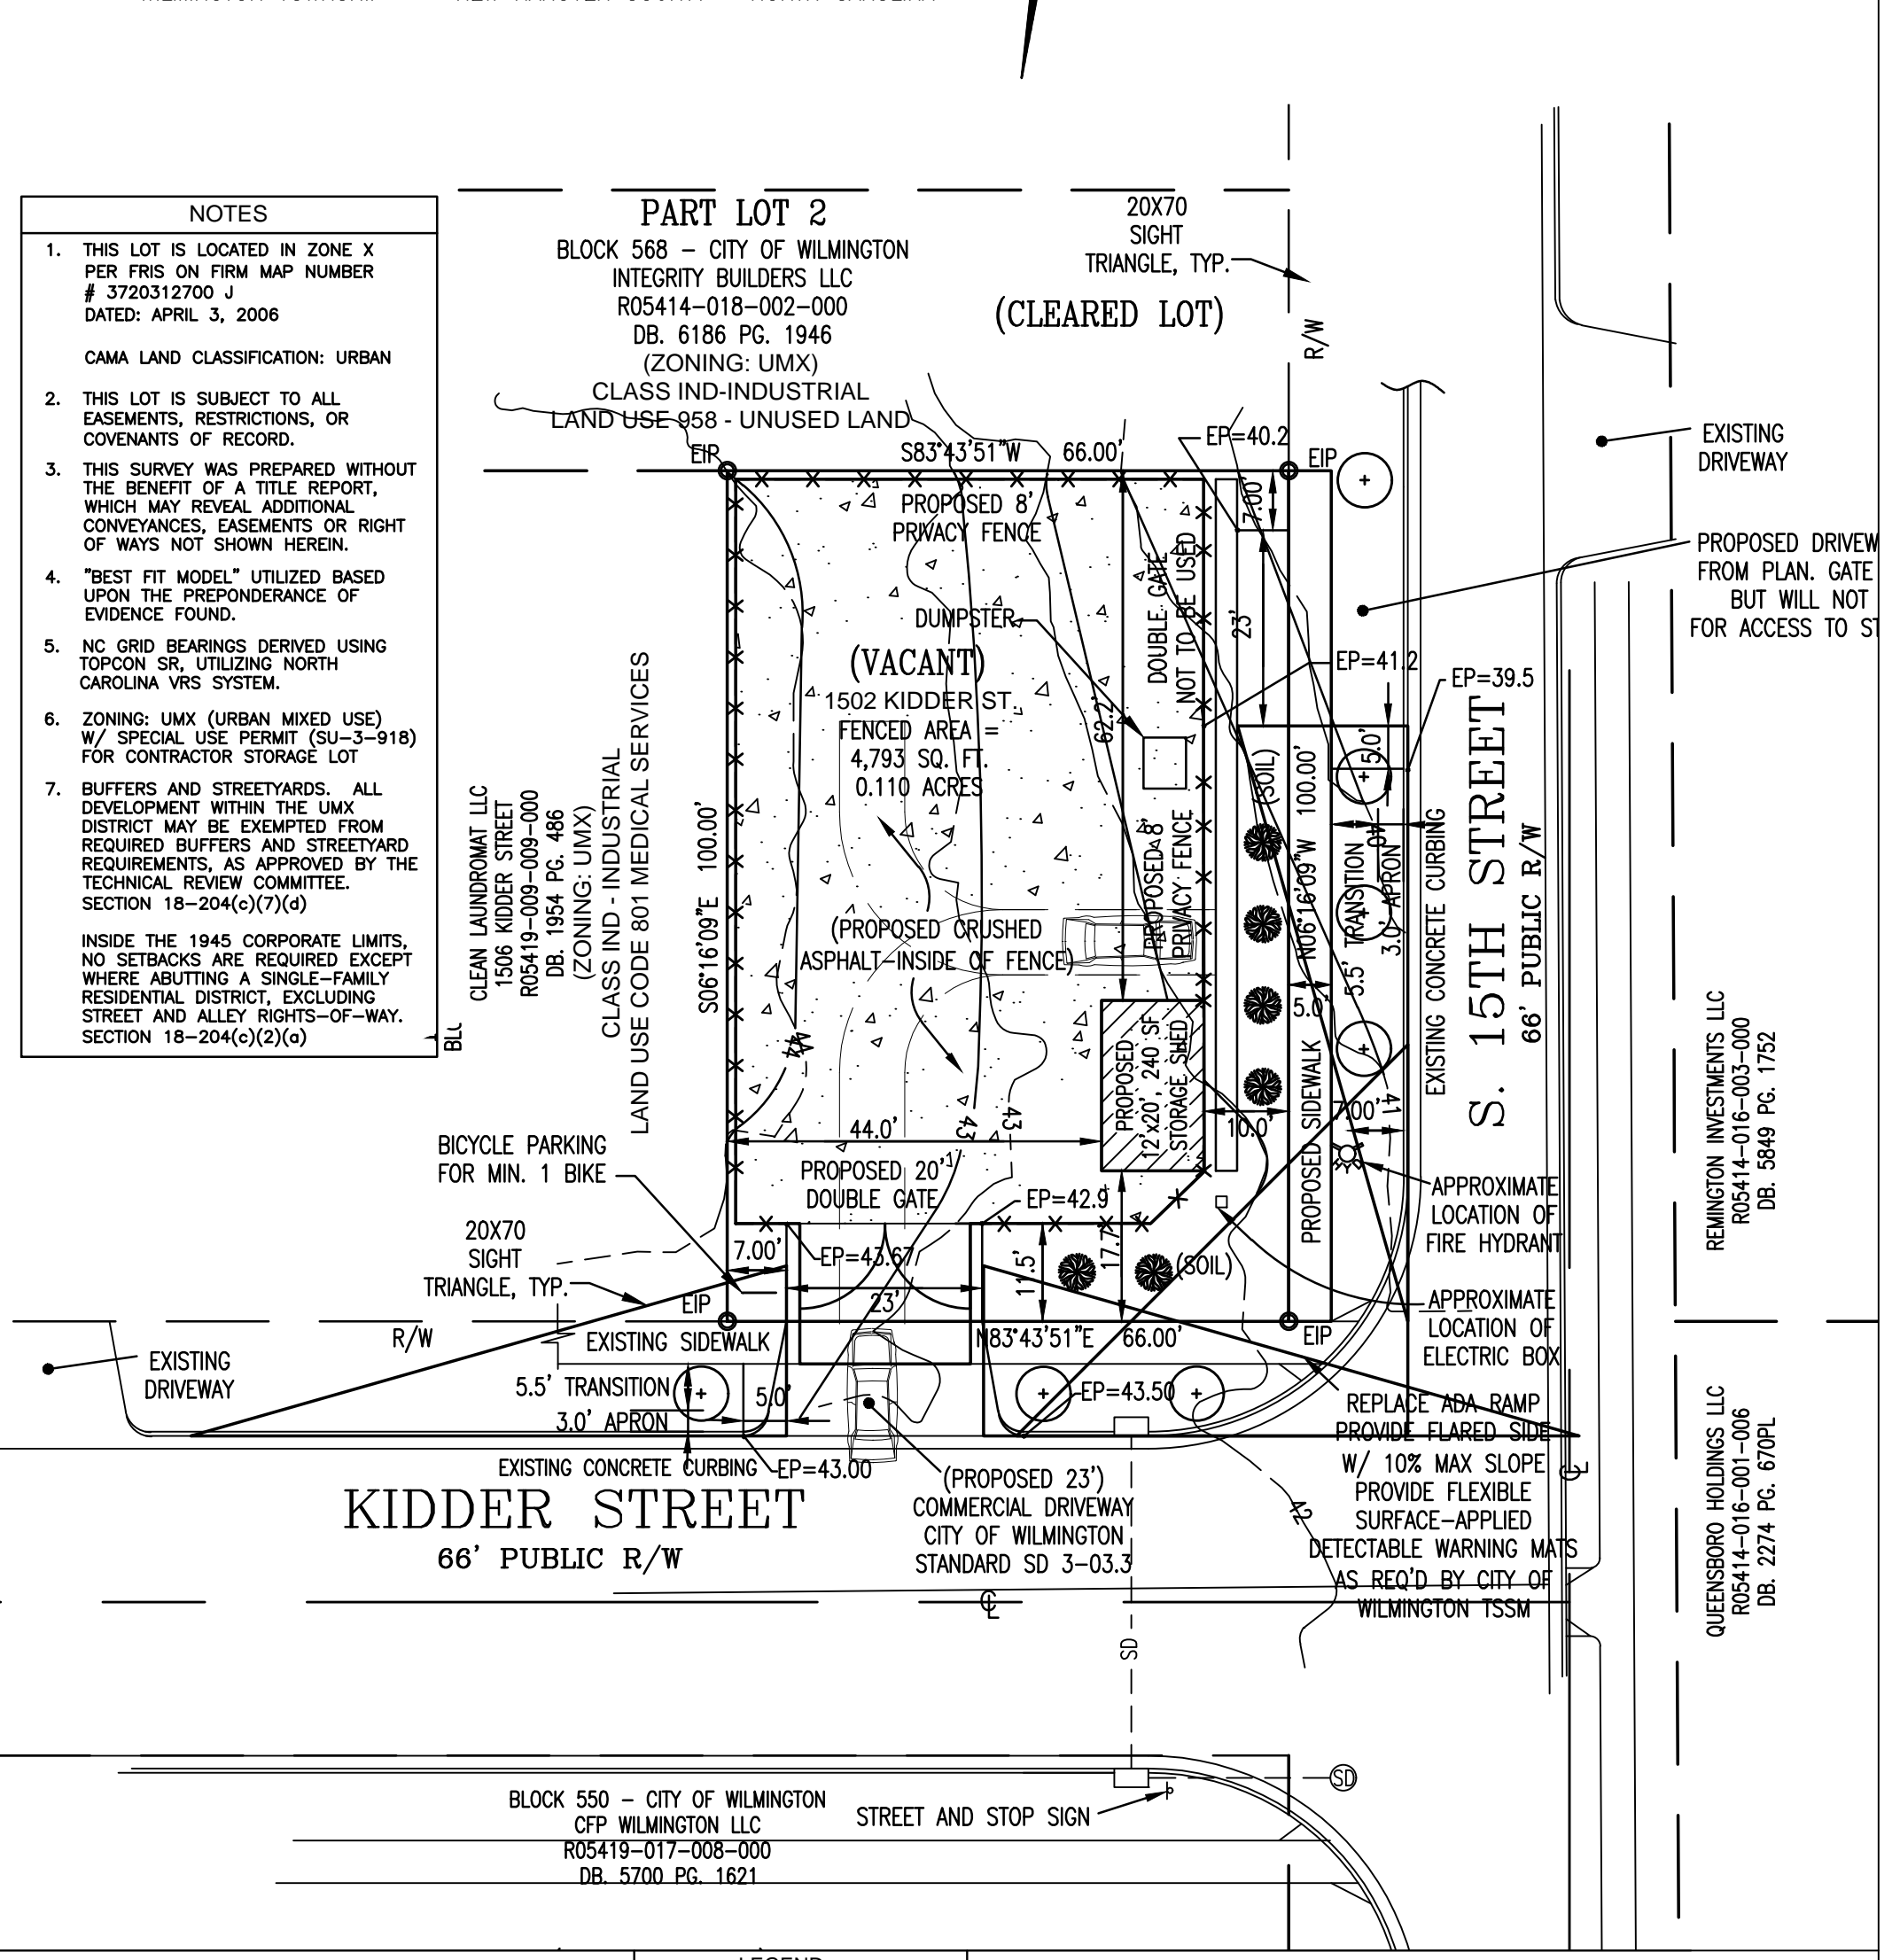 NOTES
1. THIS LOT IS LOCATED IN ZONE X
PER FRIS ON FIRM MAP NUMBER
# 3720312700 J
DATED: APRIL 3, 2006
CAMA LAND CLASSIFICATION: URBAN
2. THIS LOT IS SUBJECT TO ALL
EASEMENTS, RESTRICTIONS, OR
COVENANTS OF RECORD.
3. THIS SURVEY WAS PREPARED WITHOUT
THE BENEFIT OF A TITLE REPORT,
WHICH MAY REVEAL ADDITIONAL
CONVEYANCES, EASEMENTS OR RIGHT
OF WAYS NOT SHOWN HEREIN.
4. "BEST FIT MODEL" UTILIZED BASED
UPON THE PREPONDERANCE OF
EVIDENCE FOUND.
5. NC GRID BEARINGS DERIVED USING
TOPCON SR, UTILIZING NORTH
CAROLINA VRS SYSTEM.
6. ZONING: UMX (URBAN MIXED USE)
W/ SPECIAL USE PERMIT (SU-3-918)
FOR CONTRACTOR STORAGE LOT
7. BUFFERS AND STREETYARDS. ALL
DEVELOPMENT WITHIN THE UMX
DISTRICT MAY BE EXEMPTED FROM
REQUIRED BUFFERS AND STREETYARD
REQUIREMENTS, AS APPROVED BY THE
TECHNICAL REVIEW COMMITTEE.
SECTION 18-204(c)(7)(d)
INSIDE THE 1945 CORPORATE LIMITS,
NO SETBACKS ARE REQUIRED EXCEPT
WHERE ABUTTING A SINGLE-FAMILY
RESIDENTIAL DISTRICT, EXCLUDING
STREET AND ALLEY RIGHTS-OF-WAY.
SECTION 18-204(c)(2)(a)
PART LOT 2
BLOCK 568 - CITY OF WILMINGTON
INTEGRITY BUILDERS LLC
R05414-018-002-000
DB. 6186 PG. 1946
(ZONING: UMX)
CLASS IND-INDUSTRIAL
LAND USE 958 - UNUSED LAND
20X70
SIGHT
TRIANGLE, TYP.
(CLEARED LOT)
R/W
EIP
S83°43'51"W 66.00'
EP=40.2
EIP
EXISTING
DRIVEWAY
PROPOSED 8'
PRIVACY FENCE
7.00'
DOUBLE GATE
NOT TO BE USED
23'
PROPOSED DRIVEW
FROM PLAN. GATE
BUT WILL NOT
FOR ACCESS TO ST
DUMPSTER
(VACANT)
1502 KIDDER ST.
FENCED AREA =
4,793 SQ. FT.
0.110 ACRES
62.2'
EP=41.2
EP=39.5
5.0'
(SOIL)
CLEAN LAUNDROMAT LLC
1506 KIDDER STREET
R05419-009-009-000
DB. 1954 PG. 486
(ZONING: UMX)
CLASS IND - INDUSTRIAL
LAND USE CODE 801 MEDICAL SERVICES
S06°16'09"E 100.00'
PROPOSED 8'
PRIVACY FENCE
N06°16'09"W 100.00'
5.5' TRANSITION
3.0' APRON
40
EXISTING CONCRETE CURBING
S. 15TH STREET
66' PUBLIC R/W
(PROPOSED CRUSHED
ASPHALT-INSIDE OF FENCE)
5.0'
44
43
43
41
PROPOSED
12'x20', 240 SF
STORAGE SHED
44.0'
10.0'
7.00'
PROPOSED SIDEWALK
REMINGTON INVESTMENTS LLC
R05414-016-003-000
DB. 5849 PG. 1752
BICYCLE PARKING
FOR MIN. 1 BIKE
PROPOSED 20'
DOUBLE GATE
EP=42.9
APPROXIMATE
LOCATION OF
FIRE HYDRANT
20X70
SIGHT
TRIANGLE, TYP.
7.00'
EP=43.67
11.5'
17.7'
(SOIL)
23'
APPROXIMATE
LOCATION OF
ELECTRIC BOX
EIP
R/W
EXISTING SIDEWALK
N83°43'51"E 66.00'
EIP
EXISTING
DRIVEWAY
5.5' TRANSITION
5.0'
3.0' APRON
EP=43.50
REPLACE ADA RAMP
PROVIDE FLARED SIDE
W/ 10% MAX SLOPE
PROVIDE FLEXIBLE
SURFACE-APPLIED
DETECTABLE WARNING MATS
AS REQ'D BY CITY OF
WILMINGTON TSSM
EXISTING CONCRETE CURBING
EP=43.00
(PROPOSED 23')
COMMERCIAL DRIVEWAY
CITY OF WILMINGTON
STANDARD SD 3-03.3
42
KIDDER STREET
66' PUBLIC R/W
QUEENSBORO HOLDINGS LLC
R05414-016-001-006
DB. 2274 PG. 670PL
SD
SD
BLOCK 550 - CITY OF WILMINGTON
CFP WILMINGTON LLC
R05419-017-008-000
DB. 5700 PG. 1621
STREET AND STOP SIGN